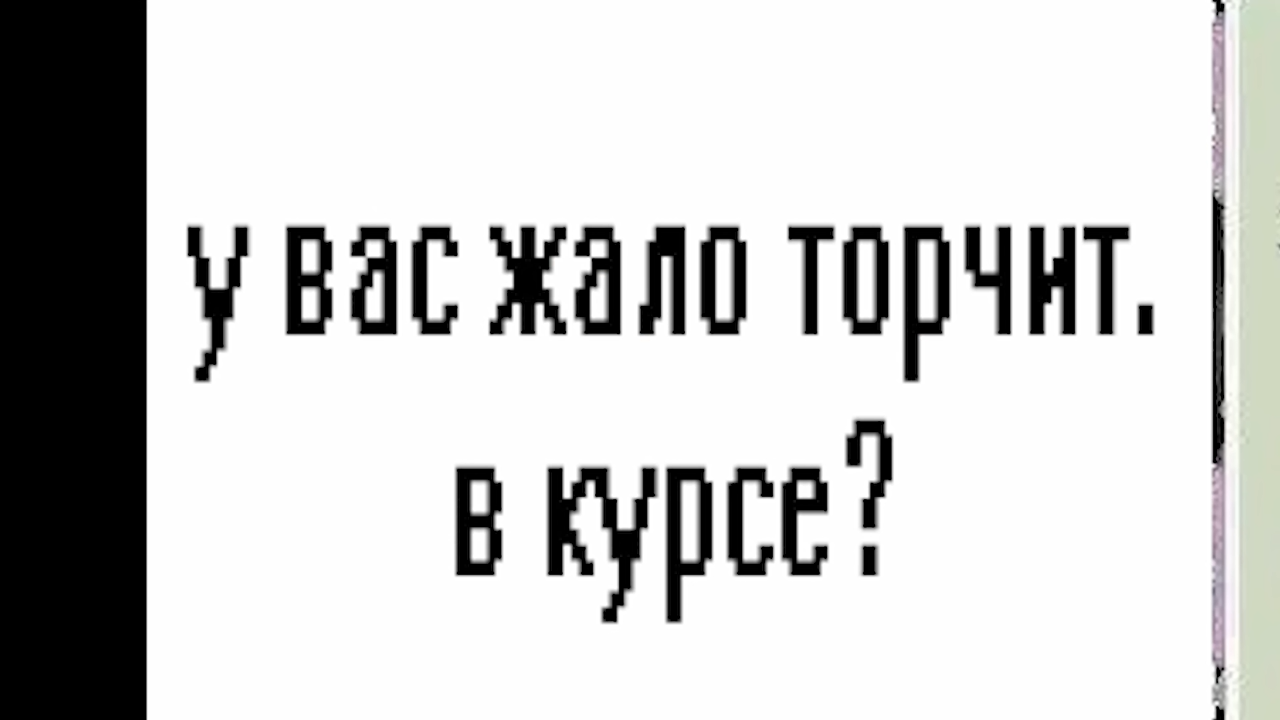 у вас жало торчит.
в курсе?